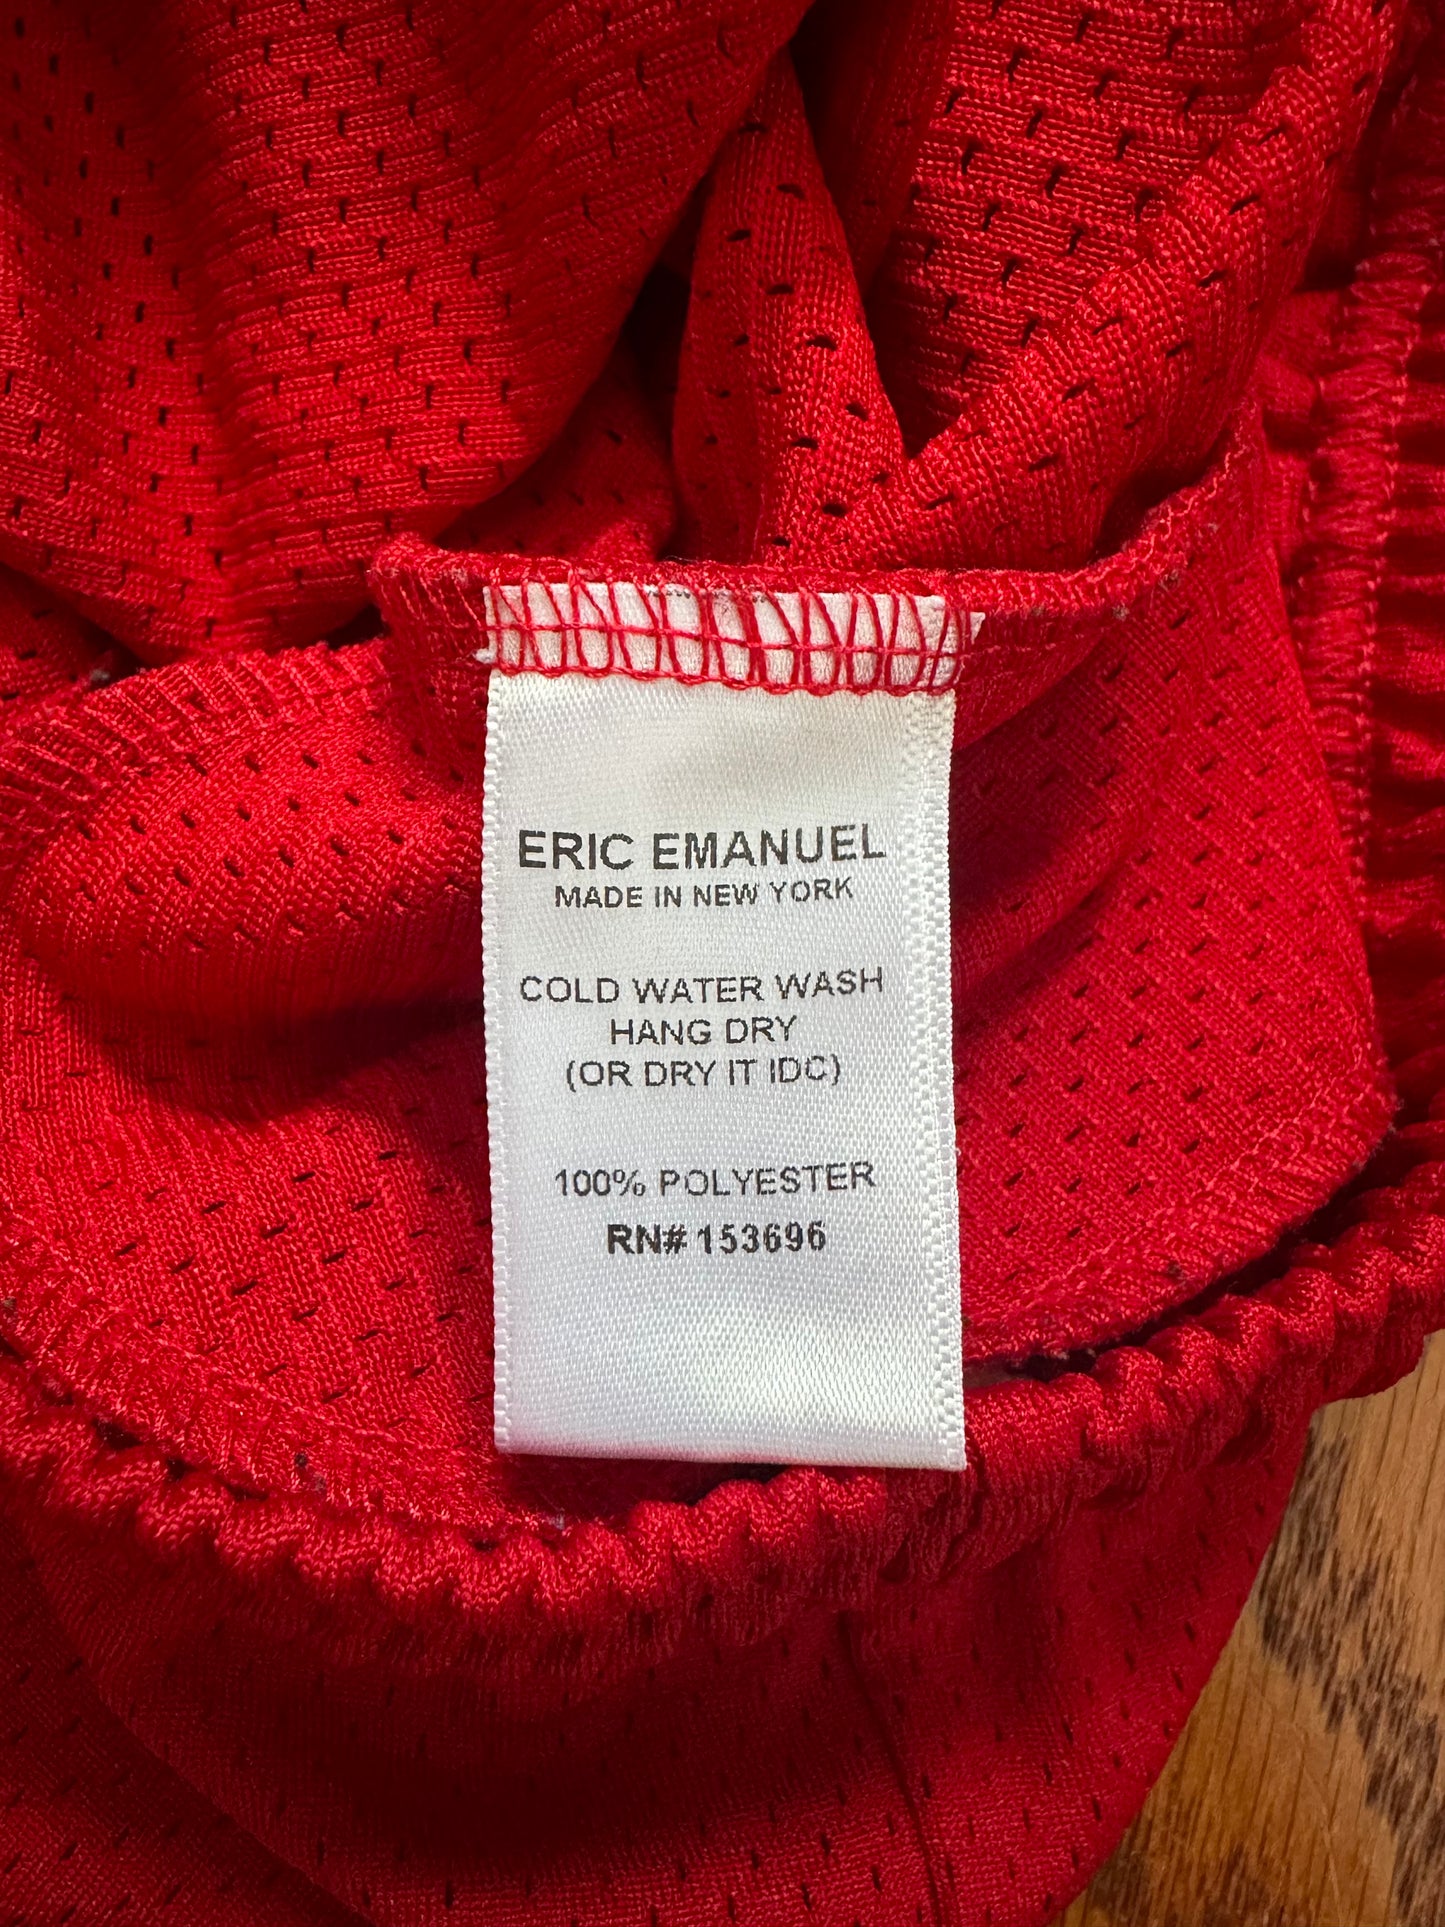 ERIC EMANUEL
MADE IN NEW YORK
COLD WATER WASH
HANG DRY
(OR DRY IT IDC)
100% POLYESTER
RN# 153696